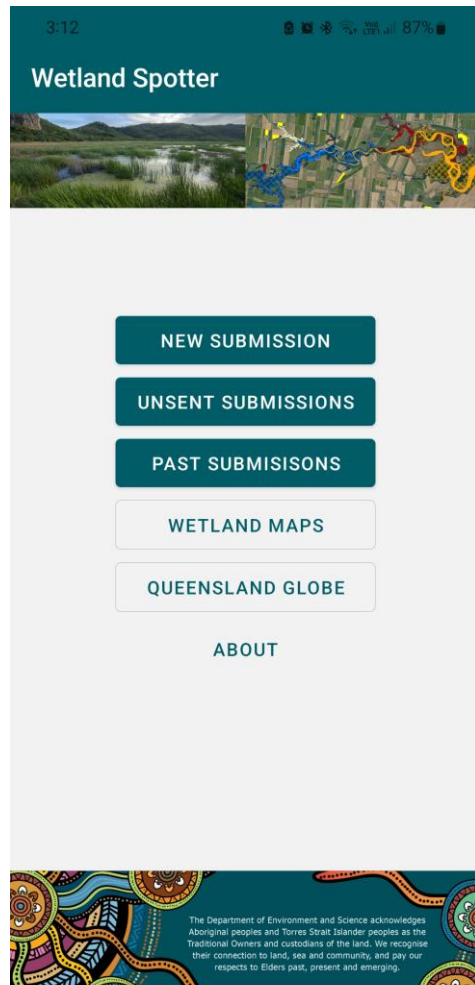 3:12
87%
Wetland Spotter
NEW SUBMISSION
UNSENT SUBMISSIONS
PAST SUBMISISONS
WETLAND MAPS
QUEENSLAND GLOBE
ABOUT
The Department of Environment and Science acknowledges
Aboriginal peoples and Torres Strait Islander peoples as the
Traditional Owners and custodians of the land. We recognise
their connection to land, sea and community, and pay our
respects to Elders past, present and emerging.